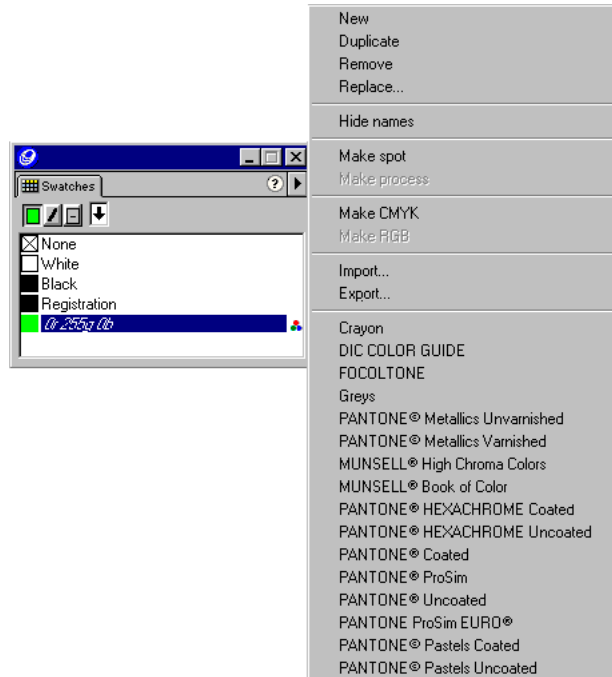 Swatches
?
None
White
Black
Registration
0r 255g 0b
New
Duplicate
Remove
Replace...
Hide names
Make spot
Make process
Make CMYK
Make RGB
Import...
Export...
Crayon
DIC COLOR GUIDE
FOCOLTONE
Greys
PANTONE® Metallics Unvarnished
PANTONE® Metallics Varnished
MUNSELL® High Chroma Colors
MUNSELL® Book of Color
PANTONE® HEXACHROME Coated
PANTONE® HEXACHROME Uncoated
PANTONE® Coated
PANTONE® ProSim
PANTONE® Uncoated
PANTONE ProSim EURO®
PANTONE® Pastels Coated
PANTONE® Pastels Uncoated